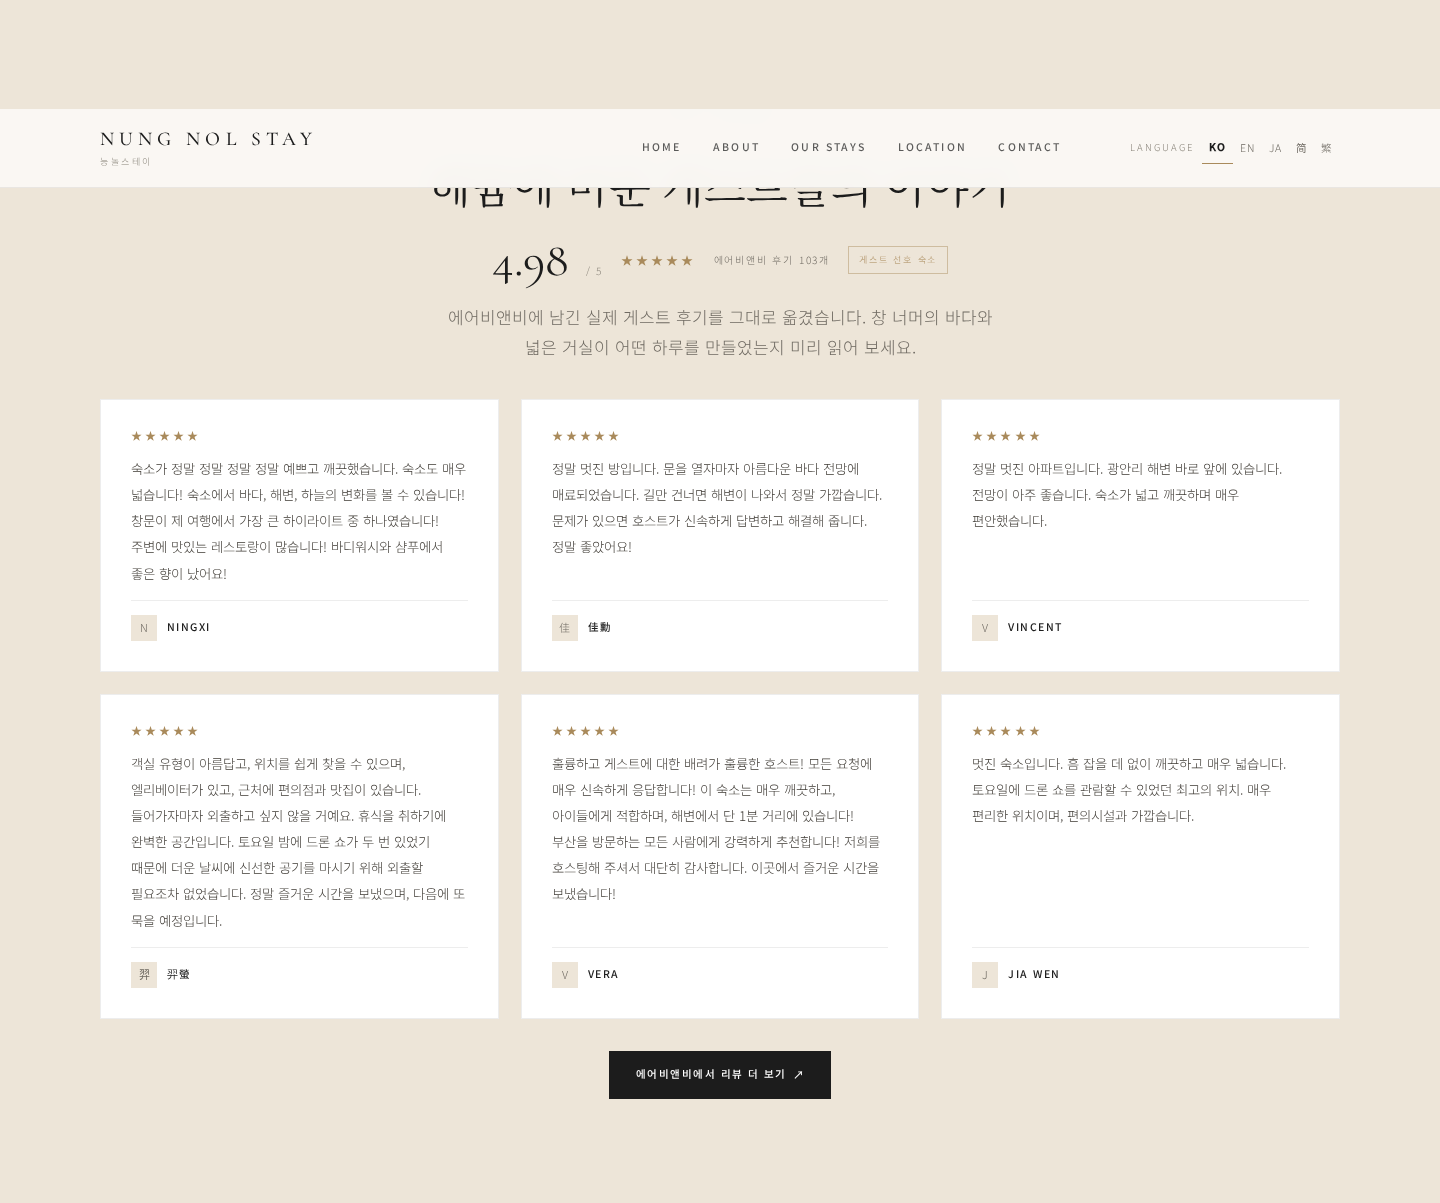 NUNG NOL STAY
능놀스테이
HOME ABOUT OUR STAYS LOCATION CONTACT LANGUAGE KO EN JA 简 繁
4.98 / 5 ★★★★★ 에어비앤비 후기 103개 게스트 선호 숙소
에어비앤비에 남긴 실제 게스트 후기를 그대로 옮겼습니다. 창 너머의 바다와
넓은 거실이 어떤 하루를 만들었는지 미리 읽어 보세요.
★★★★★
숙소가 정말 정말 정말 정말 예쁘고 깨끗했습니다. 숙소도 매우
넓습니다! 숙소에서 바다, 해변, 하늘의 변화를 볼 수 있습니다!
창문이 제 여행에서 가장 큰 하이라이트 중 하나였습니다!
주변에 맛있는 레스토랑이 많습니다! 바디워시와 샴푸에서
좋은 향이 났어요!
N NINGXI
★★★★★
정말 멋진 방입니다. 문을 열자마자 아름다운 바다 전망에
매료되었습니다. 길만 건너면 해변이 나와서 정말 가깝습니다.
문제가 있으면 호스트가 신속하게 답변하고 해결해 줍니다.
정말 좋았어요!
佳 佳勳
★★★★★
정말 멋진 아파트입니다. 광안리 해변 바로 앞에 있습니다.
전망이 아주 좋습니다. 숙소가 넓고 깨끗하며 매우
편안했습니다.
V VINCENT
★★★★★
객실 유형이 아름답고, 위치를 쉽게 찾을 수 있으며,
엘리베이터가 있고, 근처에 편의점과 맛집이 있습니다.
들어가자마자 외출하고 싶지 않을 거예요. 휴식을 취하기에
완벽한 공간입니다. 토요일 밤에 드론 쇼가 두 번 있었기
때문에 더운 날씨에 신선한 공기를 마시기 위해 외출할
필요조차 없었습니다. 정말 즐거운 시간을 보냈으며, 다음에 또
묵을 예정입니다.
羿 羿螢
★★★★★
훌륭하고 게스트에 대한 배려가 훌륭한 호스트! 모든 요청에
매우 신속하게 응답합니다! 이 숙소는 매우 깨끗하고,
아이들에게 적합하며, 해변에서 단 1분 거리에 있습니다!
부산을 방문하는 모든 사람에게 강력하게 추천합니다! 저희를
호스팅해 주셔서 대단히 감사합니다. 이곳에서 즐거운 시간을
보냈습니다!
V VERA
★★★★★
멋진 숙소입니다. 흠 잡을 데 없이 깨끗하고 매우 넓습니다.
토요일에 드론 쇼를 관람할 수 있었던 최고의 위치. 매우
편리한 위치이며, 편의시설과 가깝습니다.
J JIA WEN
에어비앤비에서 리뷰 더 보기 ↗